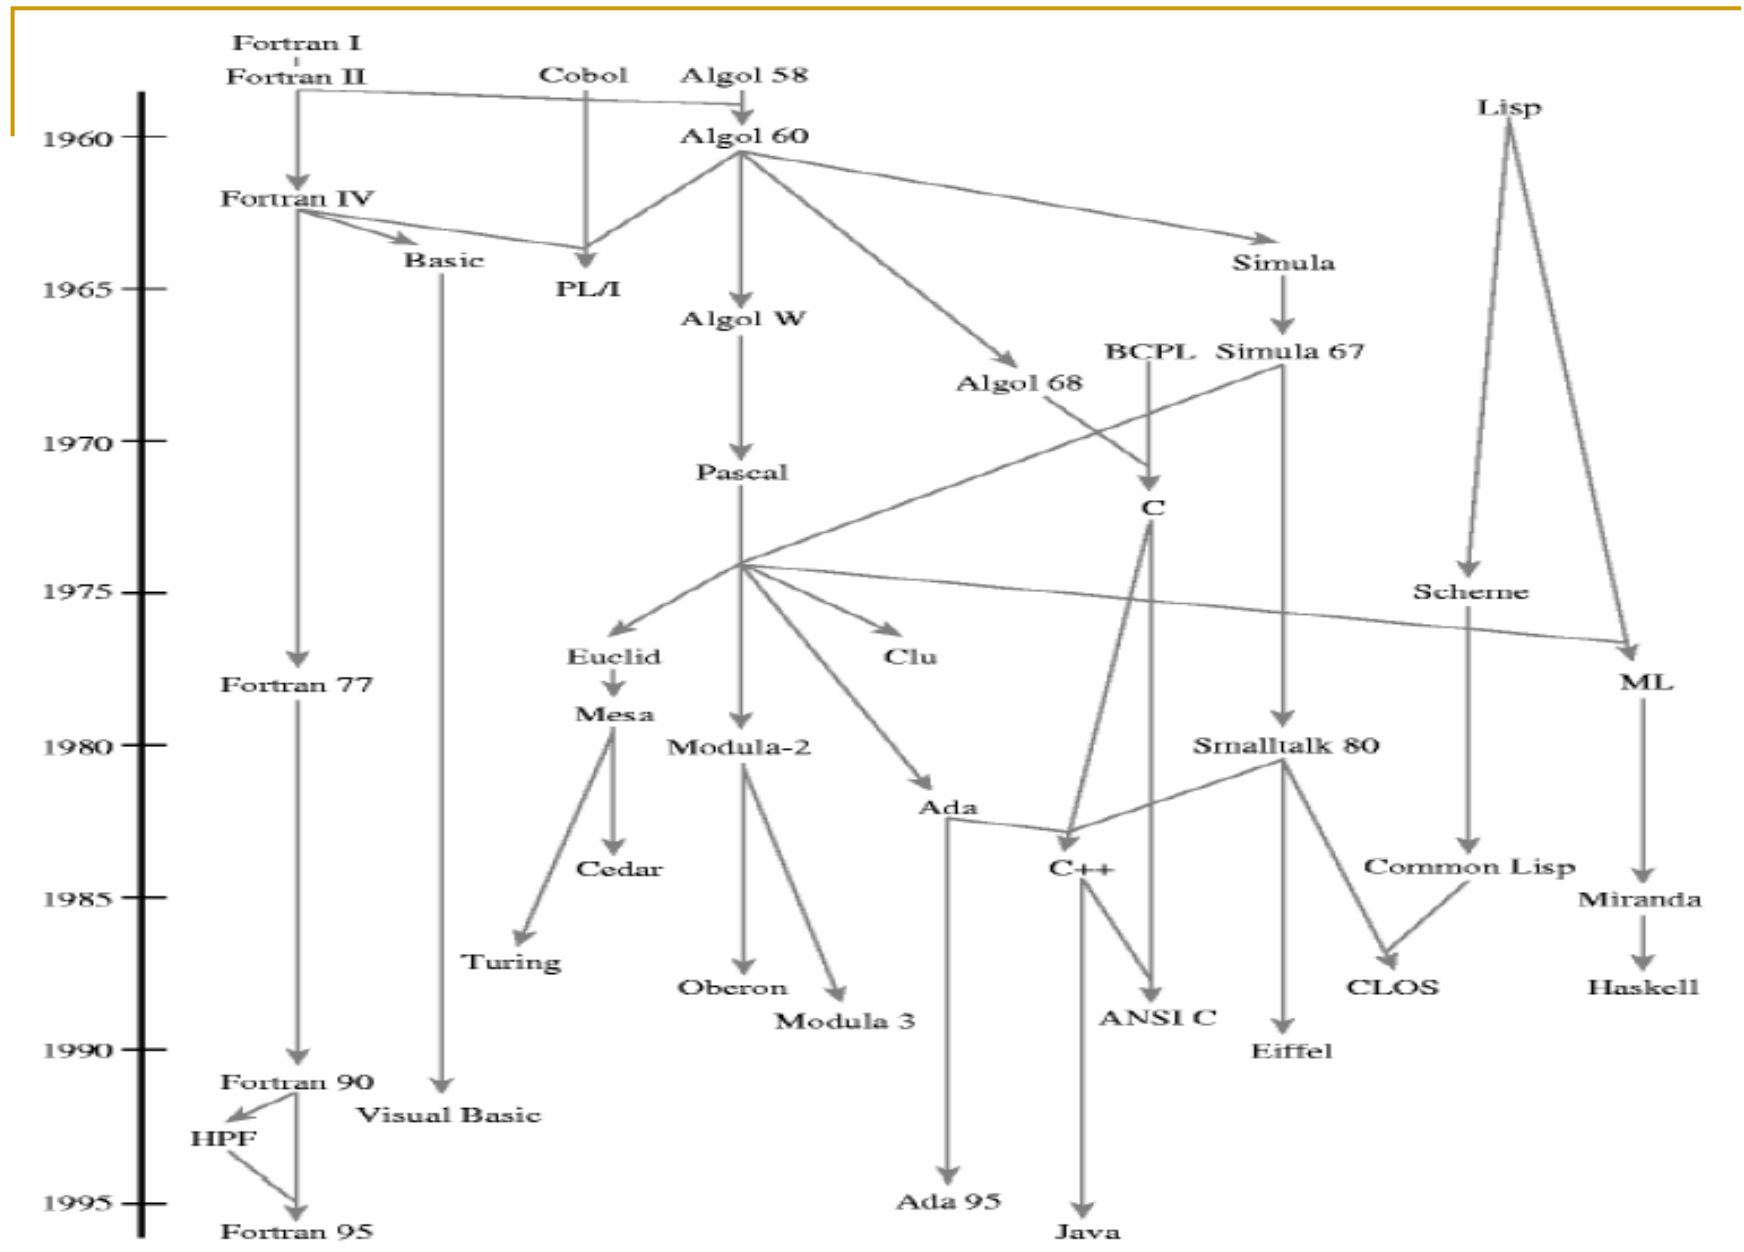 Fortran I
Fortran II
Cobol
Algol 58
Lisp
1960
Algol 60
Fortran IV
Basic
Simula
1965
PL/I
Algol W
BCPL
Simula 67
Algol 68
1970
Pascal
C
1975
Scheme
Euclid
Clu
Fortran 77
ML
Mesa
1980
Modula-2
Smalltalk 80
Ada
Cedar
C++
Common Lisp
1985
Miranda
Turing
Oberon
CLOS
Haskell
Modula 3
ANSI C
1990
Eiffel
Fortran 90
Visual Basic
HPF
1995
Ada 95
Fortran 95
Java